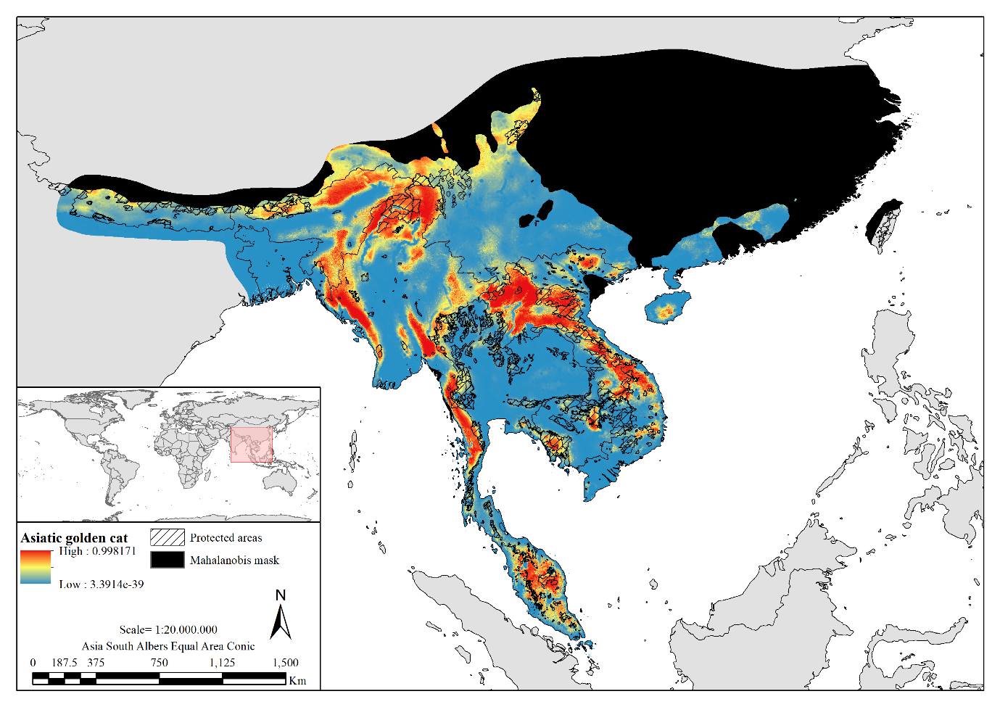 Asiatic golden cat
High : 0.998171
Low : 3.3914e-39
Protected areas
Mahalanobis mask
N
Scale= 1:20.000.000
Asia South Albers Equal Area Conic
0 187.5 375 750 1,125 1,500
Km